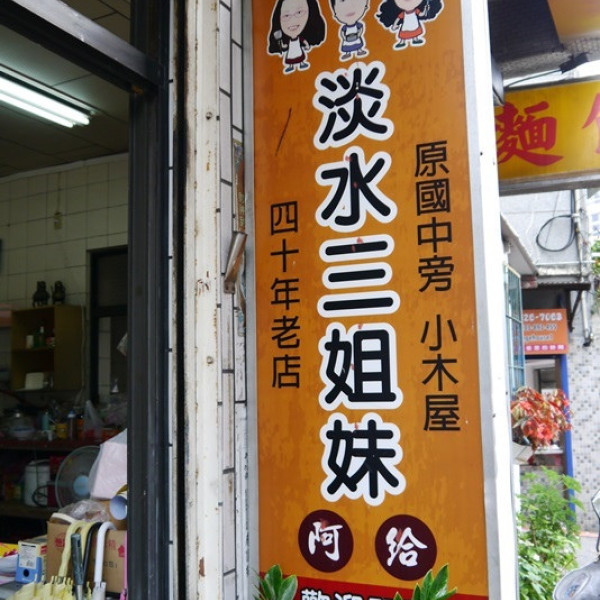 原國中旁 小木屋
淡水三姐妹
四十年老店
阿給
麵